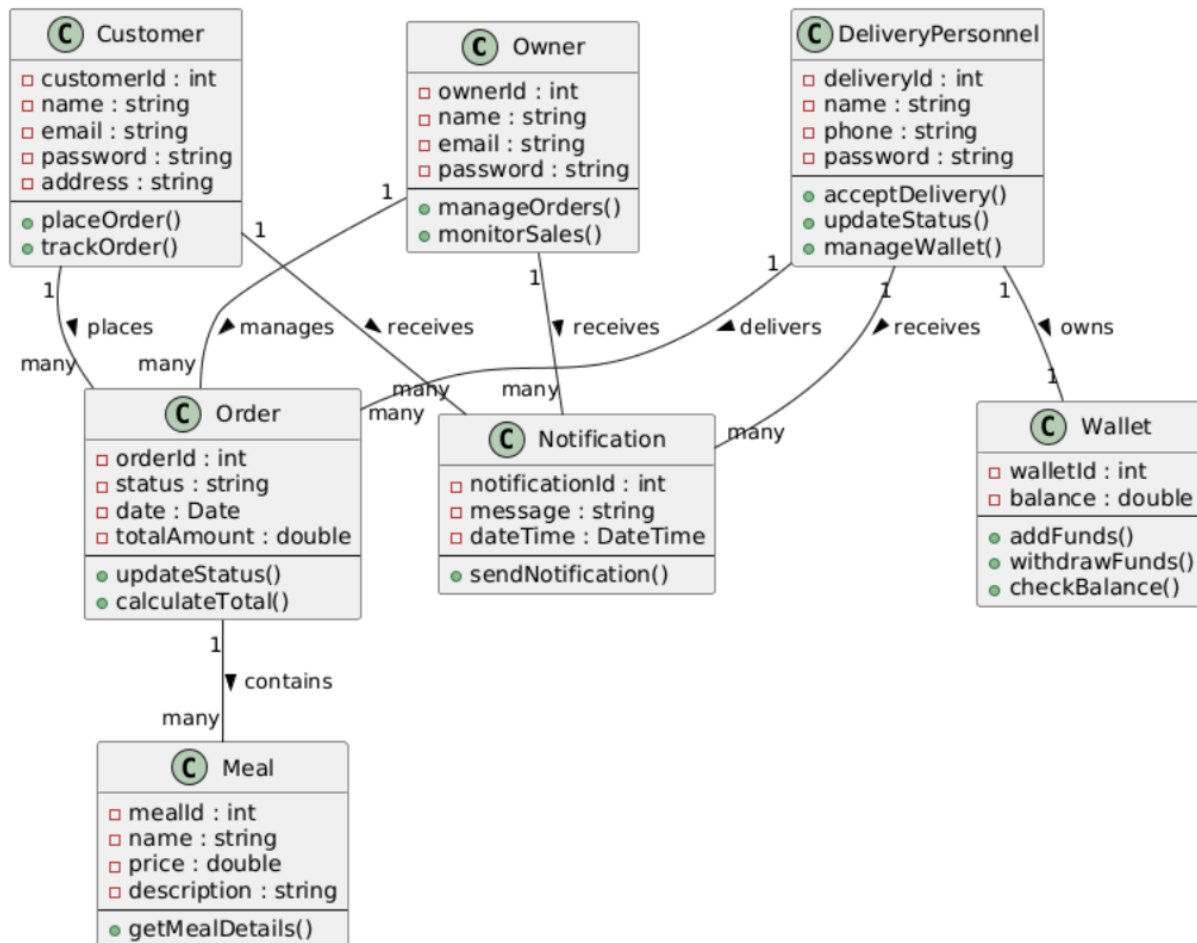 C Customer
customerId : int
name : string
email : string
password : string
address : string
placeOrder()
trackOrder()
C Owner
ownerId : int
name : string
email : string
password : string
manageOrders()
monitorSales()
C DeliveryPersonnel
deliveryId : int
name : string
phone : string
password : string
acceptDelivery()
updateStatus()
manageWallet()
1
places
many
1
manages
many
1
receives
many
1
receives
many
1
delivers
many
1
receives
many
1
owns
1
C Order
orderId : int
status : string
date : Date
totalAmount : double
updateStatus()
calculateTotal()
C Notification
notificationId : int
message : string
dateTime : DateTime
sendNotification()
C Wallet
walletId : int
balance : double
addFunds()
withdrawFunds()
checkBalance()
1
contains
many
C Meal
mealId : int
name : string
price : double
description : string
getMealDetails()